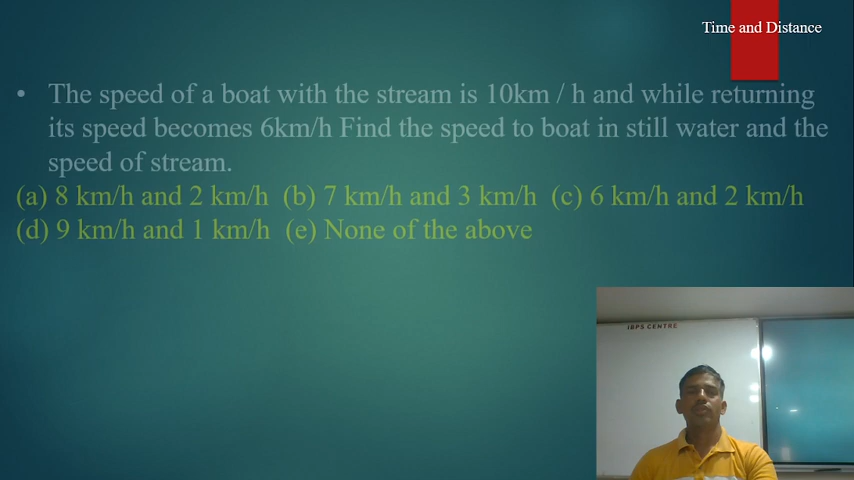 Time and Distance
• The speed of a boat with the stream is 10km / h and while returning
its speed becomes 6km/h Find the speed to boat in still water and the
speed of stream.
(a) 8 km/h and 2 km/h (b) 7 km/h and 3 km/h (c) 6 km/h and 2 km/h
(d) 9 km/h and 1 km/h (e) None of the above
IBPS CENTRE